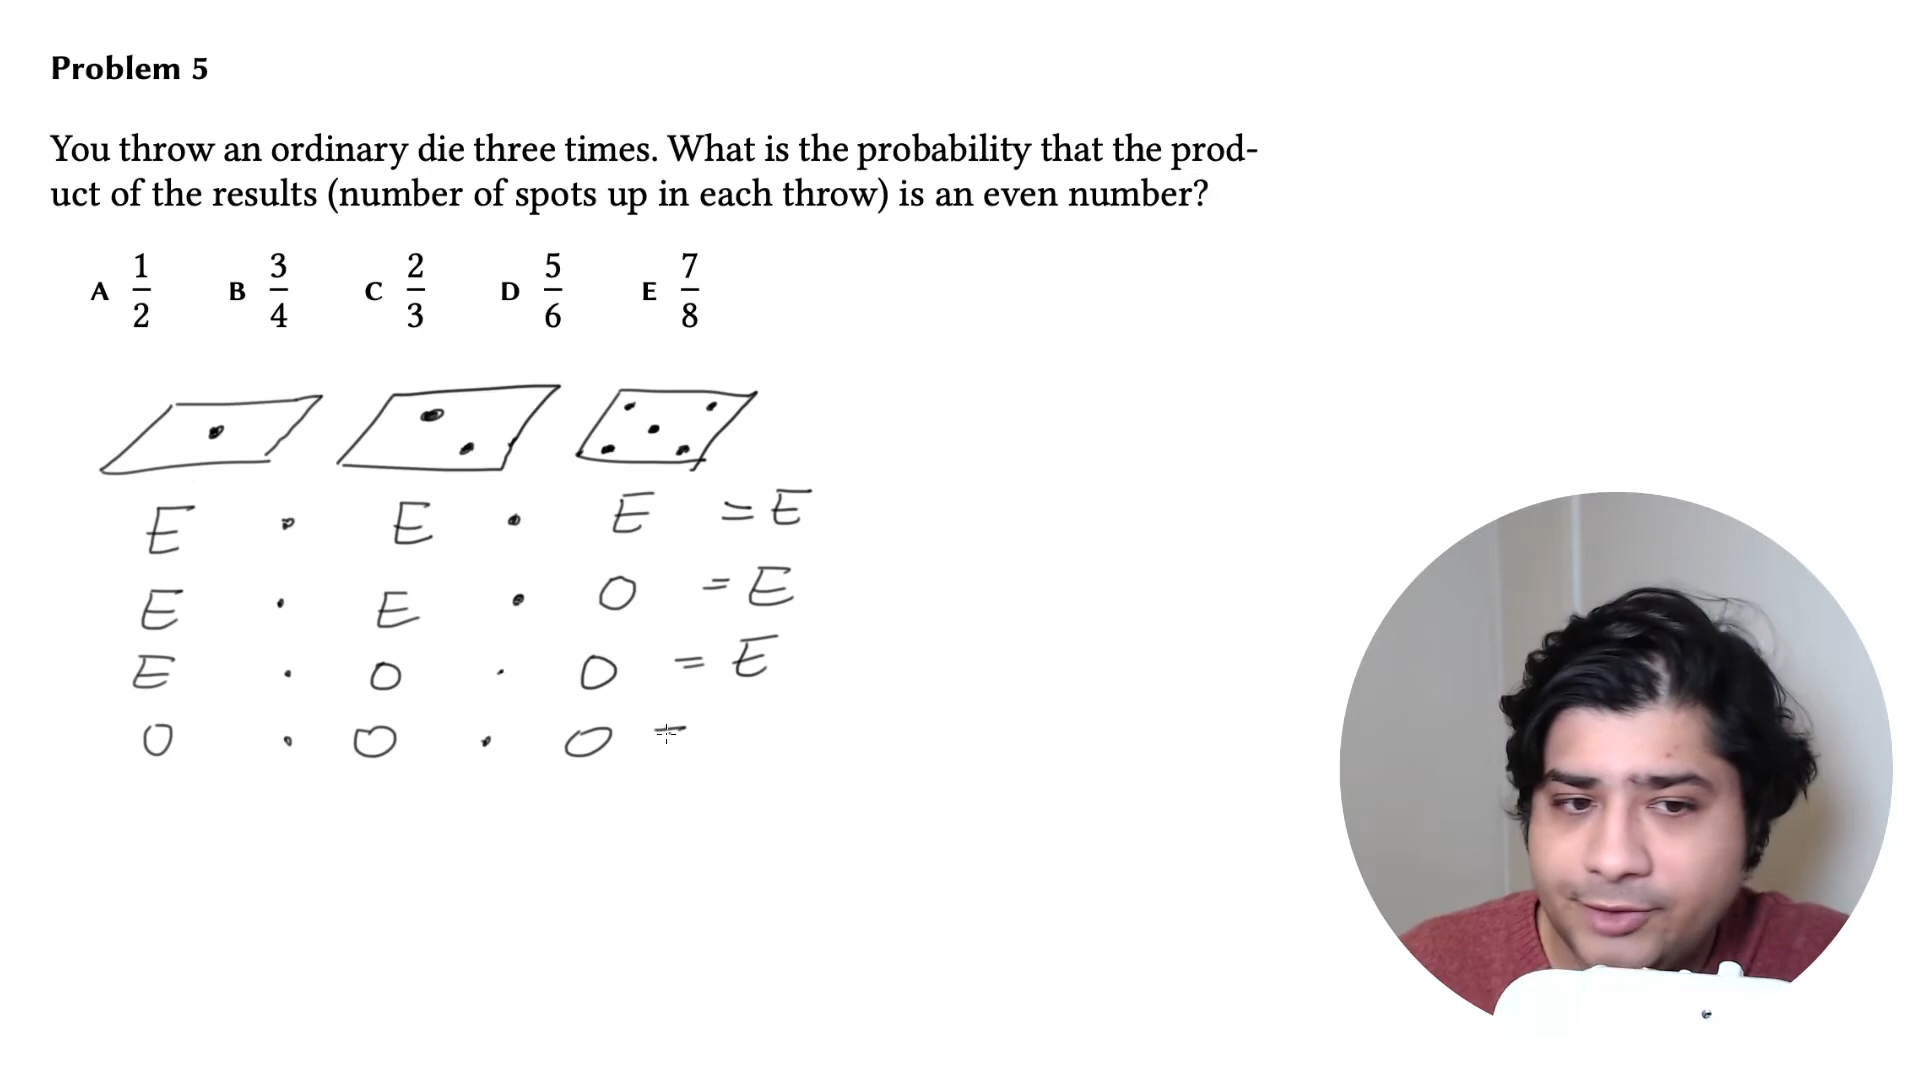 Problem 5
You throw an ordinary die three times. What is the probability that the prod-
uct of the results (number of spots up in each throw) is an even number?
A 1/2 B 3/4 C 2/3 D 5/6 E 7/8
E · E · E = E
E · E · O = E
E · O · O = E
O · O · O =